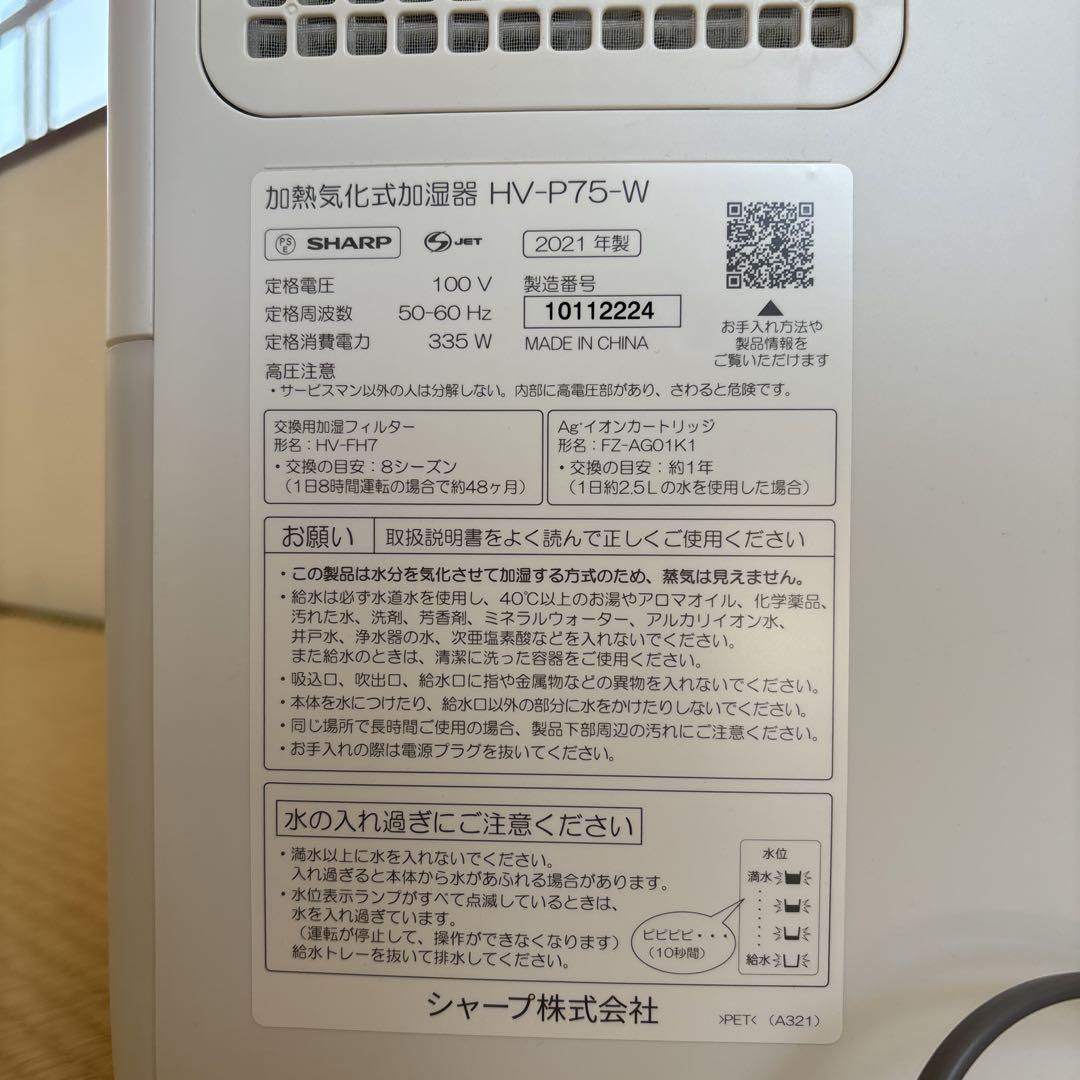 加熱気化式加湿器 HV-P75-W
PS E SHARP S JET 2021年製
定格電圧 100 V
定格周波数 50-60 Hz
定格消費電力 335 W
製造番号
10112224
MADE IN CHINA
お手入れ方法や
製品情報を
ご覧いただけます
高圧注意
・サービスマン以外の人は分解しない。内部に高電圧部があり、さわると危険です。
交換用加湿フィルター
形名：HV-FH7
・交換の目安：8シーズン
（1日8時間運転の場合で約48ヶ月）
Ag+イオンカートリッジ
形名：FZ-AG01K1
・交換の目安：約1年
（1日約2.5Lの水を使用した場合）
お願い 取扱説明書をよく読んで正しくご使用ください
・この製品は水分を気化させて加湿する方式のため、蒸気は見えません。
・給水は必ず水道水を使用し、40℃以上のお湯やアロマオイル、化学薬品、
汚れた水、洗剤、芳香剤、ミネラルウォーター、アルカリイオン水、
井戸水、浄水器の水、次亜塩素酸などを入れないでください。
また給水のときは、清潔に洗った容器をご使用ください。
・吸込口、吹出口、給水口に指や金属物などの異物を入れないでください。
・本体を水につけたり、給水口以外の部分に水をかけたりしないでください。
・同じ場所で長時間ご使用の場合、製品下部周辺の汚れにご注意ください。
・お手入れの際は電源プラグを抜いてください。
水の入れ過ぎにご注意ください
・満水以上に水を入れないでください。
入れ過ぎると本体から水があふれる場合があります。
・水位表示ランプがすべて点滅しているときは、
水を入れ過ぎています。
（運転が停止して、操作ができなくなります）
給水トレーを抜いて排水してください。
ピピピピ・・・
（10秒間）
水位
満水
給水
シャープ株式会社
>PET< （A321）